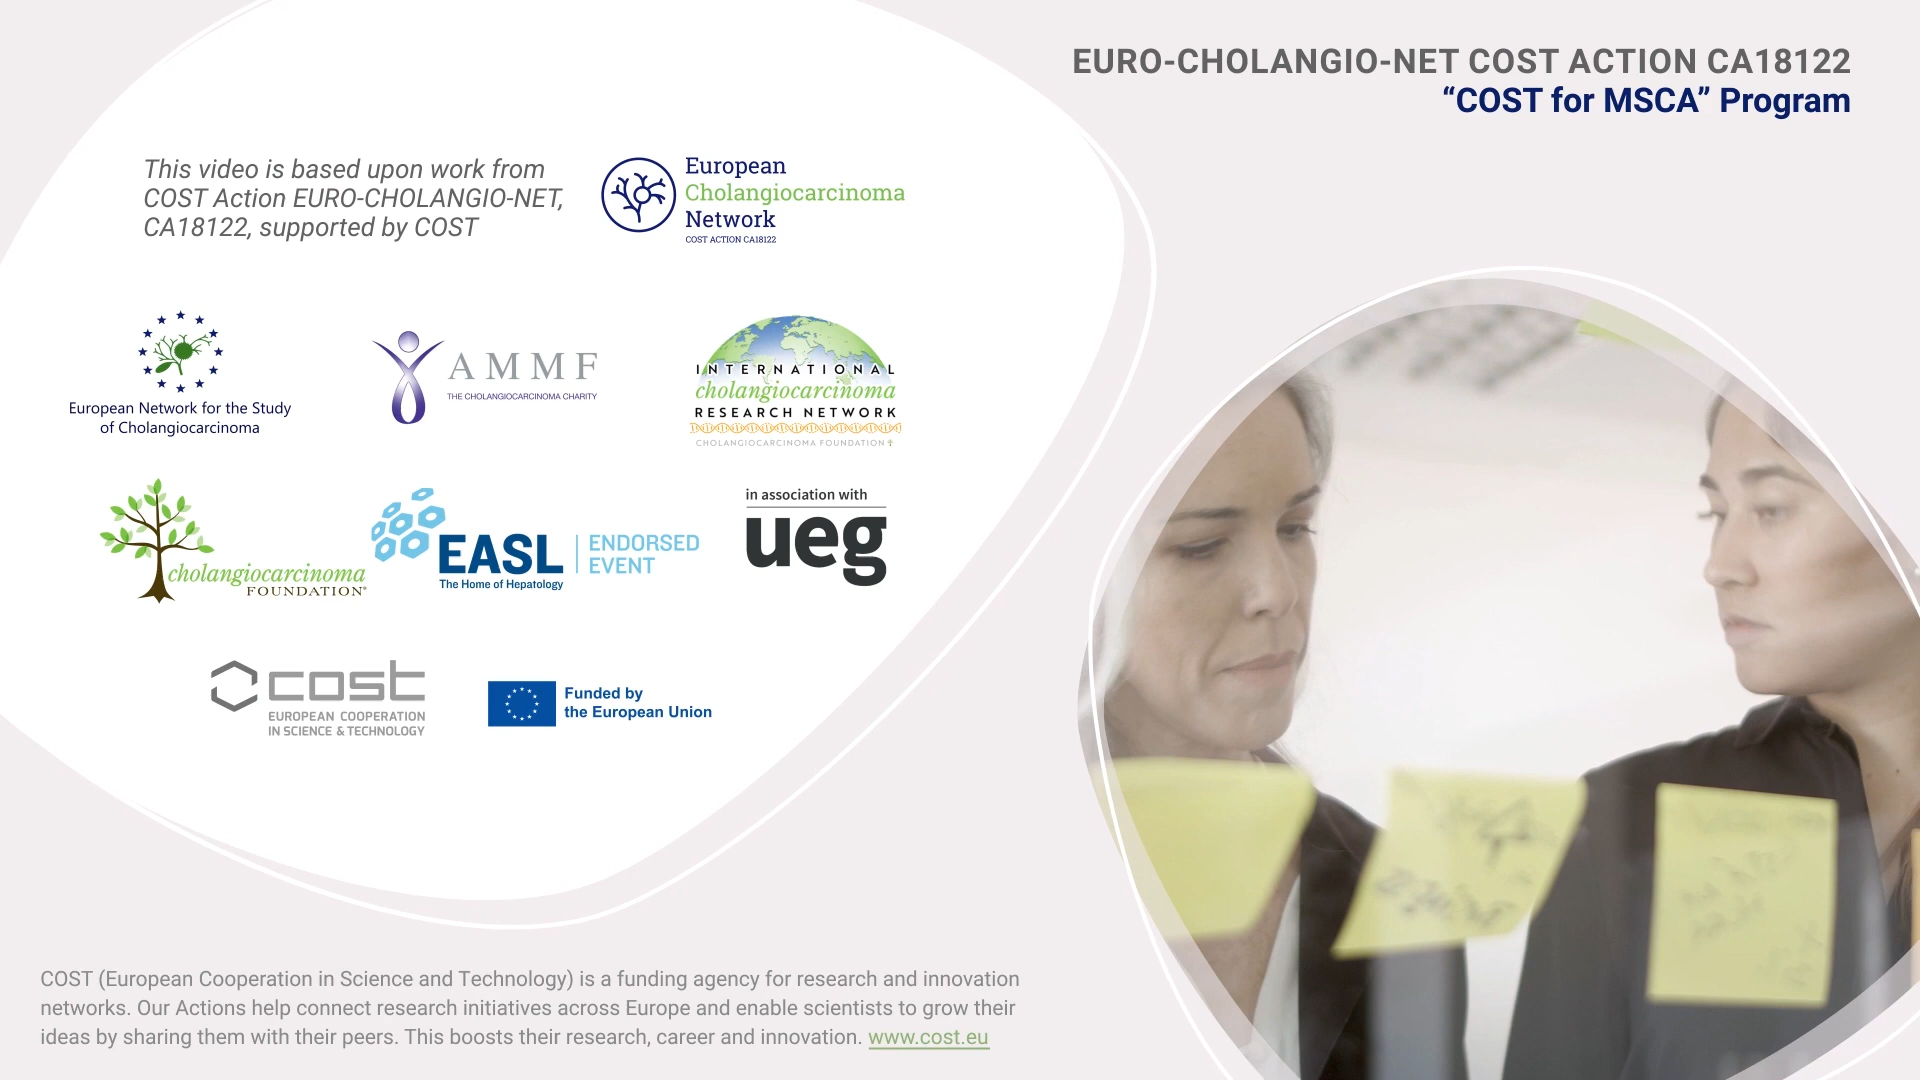 EURO-CHOLANGIO-NET COST ACTION CA18122
“COST for MSCA” Program
This video is based upon work from
COST Action EURO-CHOLANGIO-NET,
CA18122, supported by COST
European
Cholangiocarcinoma
Network
COST ACTION CA18122
European Network for the Study
of Cholangiocarcinoma
AMMF
THE CHOLANGIOCARCINOMA CHARITY
INTERNATIONAL
cholangiocarcinoma
RESEARCH NETWORK
CHOLANGIOCARCINOMA FOUNDATION
cholangiocarcinoma
FOUNDATION®
EASL
The Home of Hepatology
ENDORSED
EVENT
in association with
ueg
cost
EUROPEAN COOPERATION
IN SCIENCE & TECHNOLOGY
Funded by
the European Union
COST (European Cooperation in Science and Technology) is a funding agency for research and innovation
networks. Our Actions help connect research initiatives across Europe and enable scientists to grow their
ideas by sharing them with their peers. This boosts their research, career and innovation. www.cost.eu